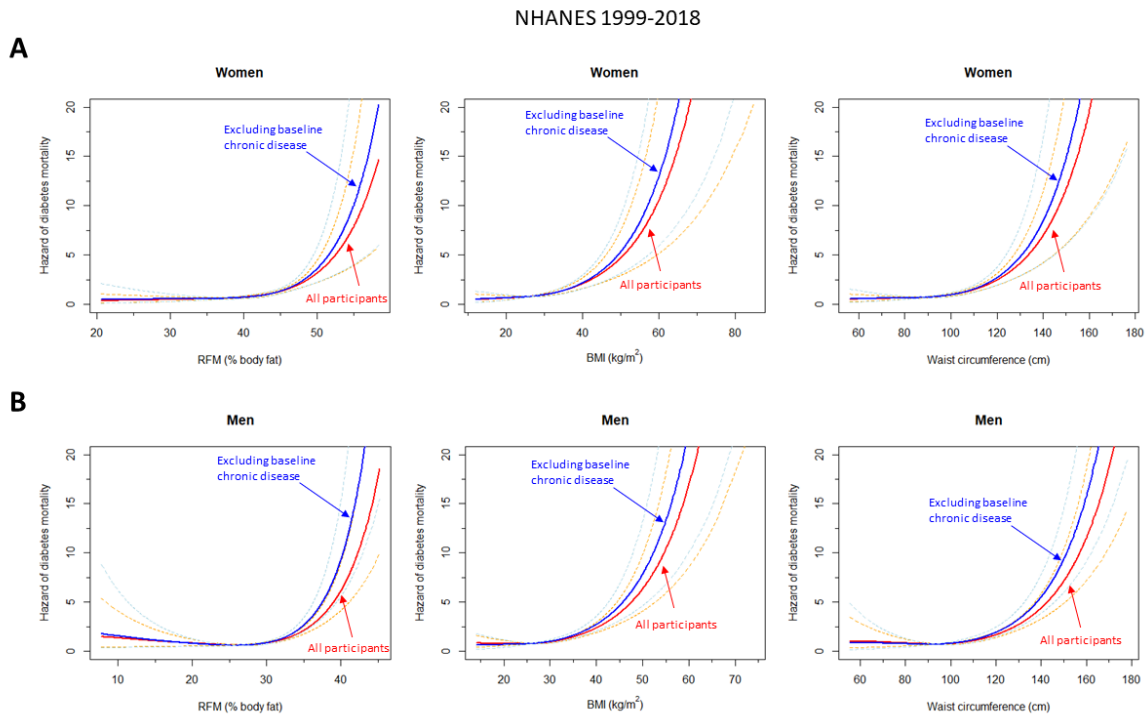 NHANES 1999-2018
A
Women
Hazard of diabetes mortality
0
5
10
15
20
Excluding baseline
chronic disease
All participants
20
30
40
50
RFM (% body fat)
Women
Hazard of diabetes mortality
0
5
10
15
20
Excluding baseline
chronic disease
All participants
20
40
60
80
BMI (kg/m²)
Women
Hazard of diabetes mortality
0
5
10
15
20
Excluding baseline
chronic disease
All participants
60
80
100
120
140
160
180
Waist circumference (cm)
B
Men
Hazard of diabetes mortality
0
5
10
15
20
Excluding baseline
chronic disease
All participants
10
20
30
40
RFM (% body fat)
Men
Hazard of diabetes mortality
0
5
10
15
20
Excluding baseline
chronic disease
All participants
20
30
40
50
60
70
BMI (kg/m²)
Men
Hazard of diabetes mortality
0
5
10
15
20
Excluding baseline
chronic disease
All participants
60
80
100
120
140
160
180
Waist circumference (cm)